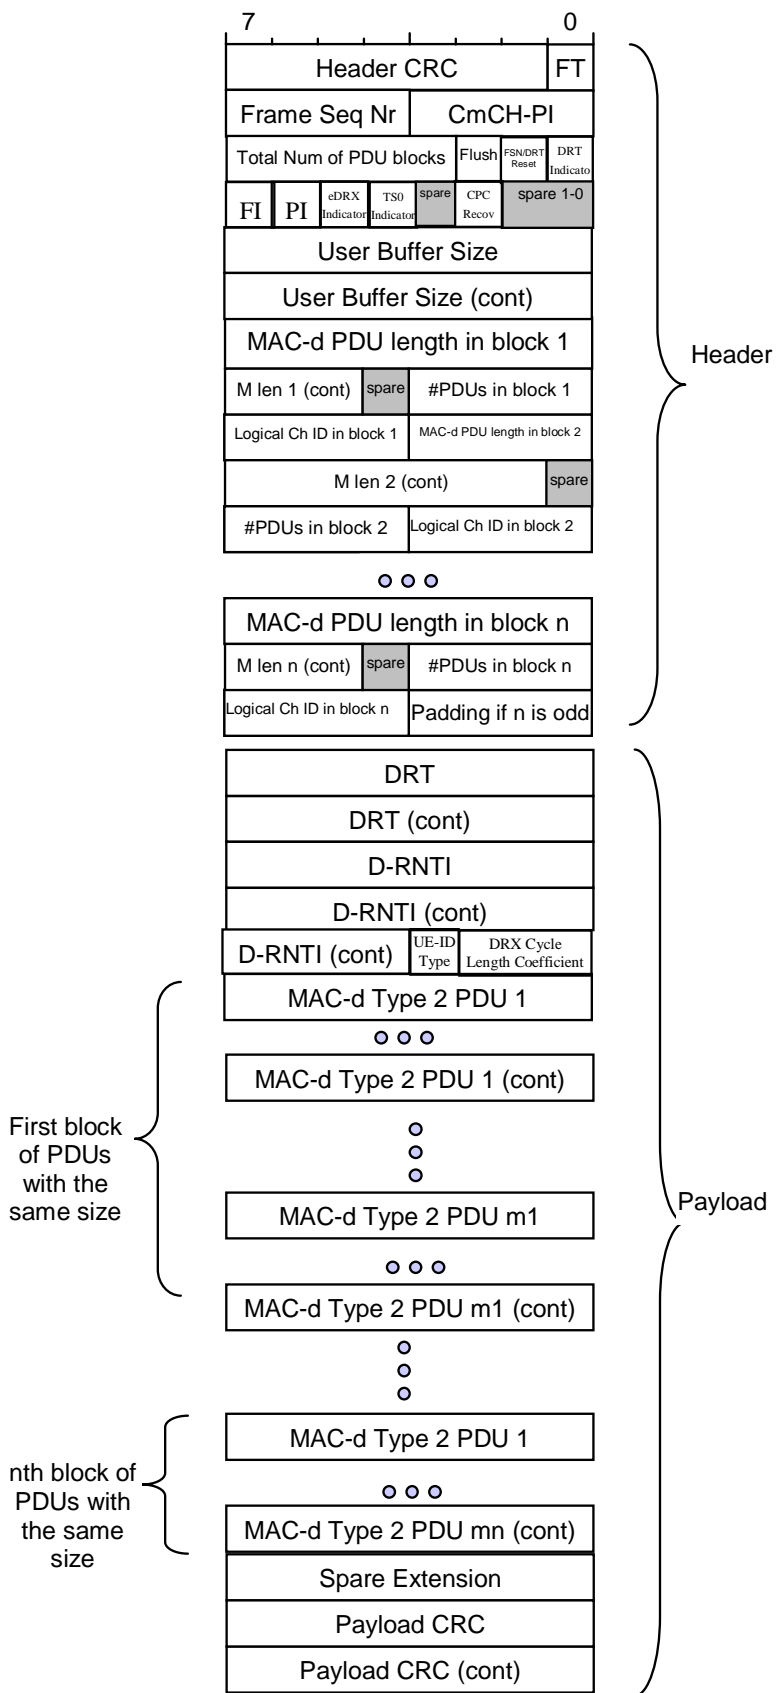 7 0
Header CRC FT
Frame Seq Nr CmCH-PI
Total Num of PDU blocks Flush FSN/DRT Reset DRT Indicato
FI PI eDRX Indicator TS0 Indicator spare CPC Recov spare 1-0
User Buffer Size
User Buffer Size (cont)
MAC-d PDU length in block 1
Header
M len 1 (cont) spare #PDUs in block 1
Logical Ch ID in block 1 MAC-d PDU length in block 2
M len 2 (cont) spare
#PDUs in block 2 Logical Ch ID in block 2
MAC-d PDU length in block n
M len n (cont) spare #PDUs in block n
Logical Ch ID in block n Padding if n is odd
DRT
DRT (cont)
D-RNTI
D-RNTI (cont)
D-RNTI (cont) UE-ID Type DRX Cycle Length Coefficient
MAC-d Type 2 PDU 1
MAC-d Type 2 PDU 1 (cont)
First block
of PDUs
with the
same size
MAC-d Type 2 PDU m1
Payload
MAC-d Type 2 PDU m1 (cont)
MAC-d Type 2 PDU 1
nth block of
PDUs with
the same
size
MAC-d Type 2 PDU mn (cont)
Spare Extension
Payload CRC
Payload CRC (cont)